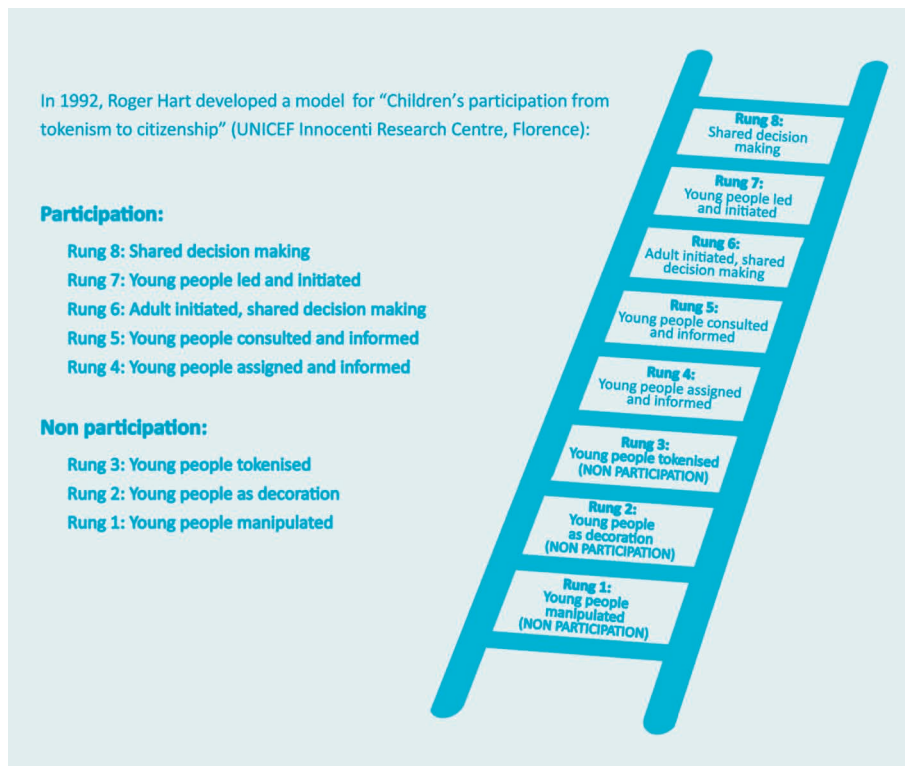 In 1992, Roger Hart developed a model for “Children’s participation from
tokenism to citizenship” (UNICEF Innocenti Research Centre, Florence):
Participation:
Rung 8: Shared decision making
Rung 7: Young people led and initiated
Rung 6: Adult initiated, shared decision making
Rung 5: Young people consulted and informed
Rung 4: Young people assigned and informed
Non participation:
Rung 3: Young people tokenised
Rung 2: Young people as decoration
Rung 1: Young people manipulated
Rung 8:
Shared decision
making
Rung 7:
Young people led
and initiated
Rung 6:
Adult initiated, shared
decision making
Rung 5:
Young people consulted
and informed
Rung 4:
Young people assigned
and informed
Rung 3:
Young people tokenised
(NON PARTICIPATION)
Rung 2:
Young people
as decoration
(NON PARTICIPATION)
Rung 1:
Young people
manipulated
(NON PARTICIPATION)